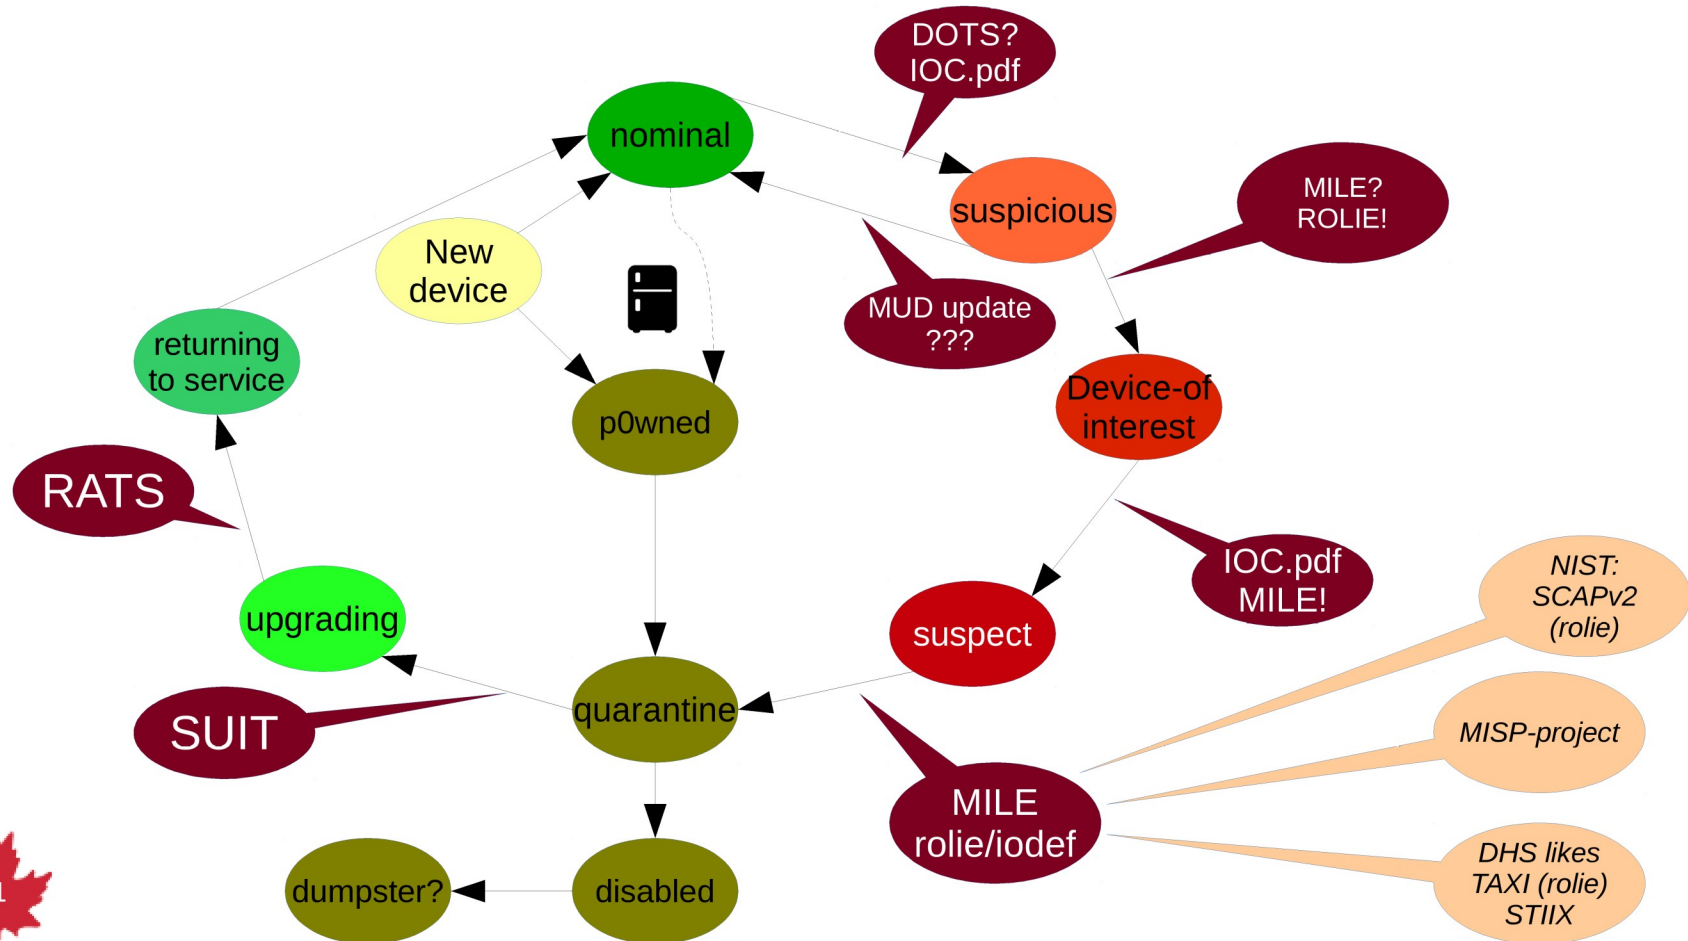 DOTS?
IOC.pdf
nominal
suspicious
MILE?
ROLIE!
New
device
MUD update
???
returning
to service
Device-of
interest
p0wned
RATS
IOC.pdf
MILE!
NIST:
SCAPv2
(rolie)
upgrading
suspect
SUIT
quarantine
MISP-project
MILE
rolie/iodef
DHS likes
TAXI (rolie)
STIIX
dumpster?
disabled